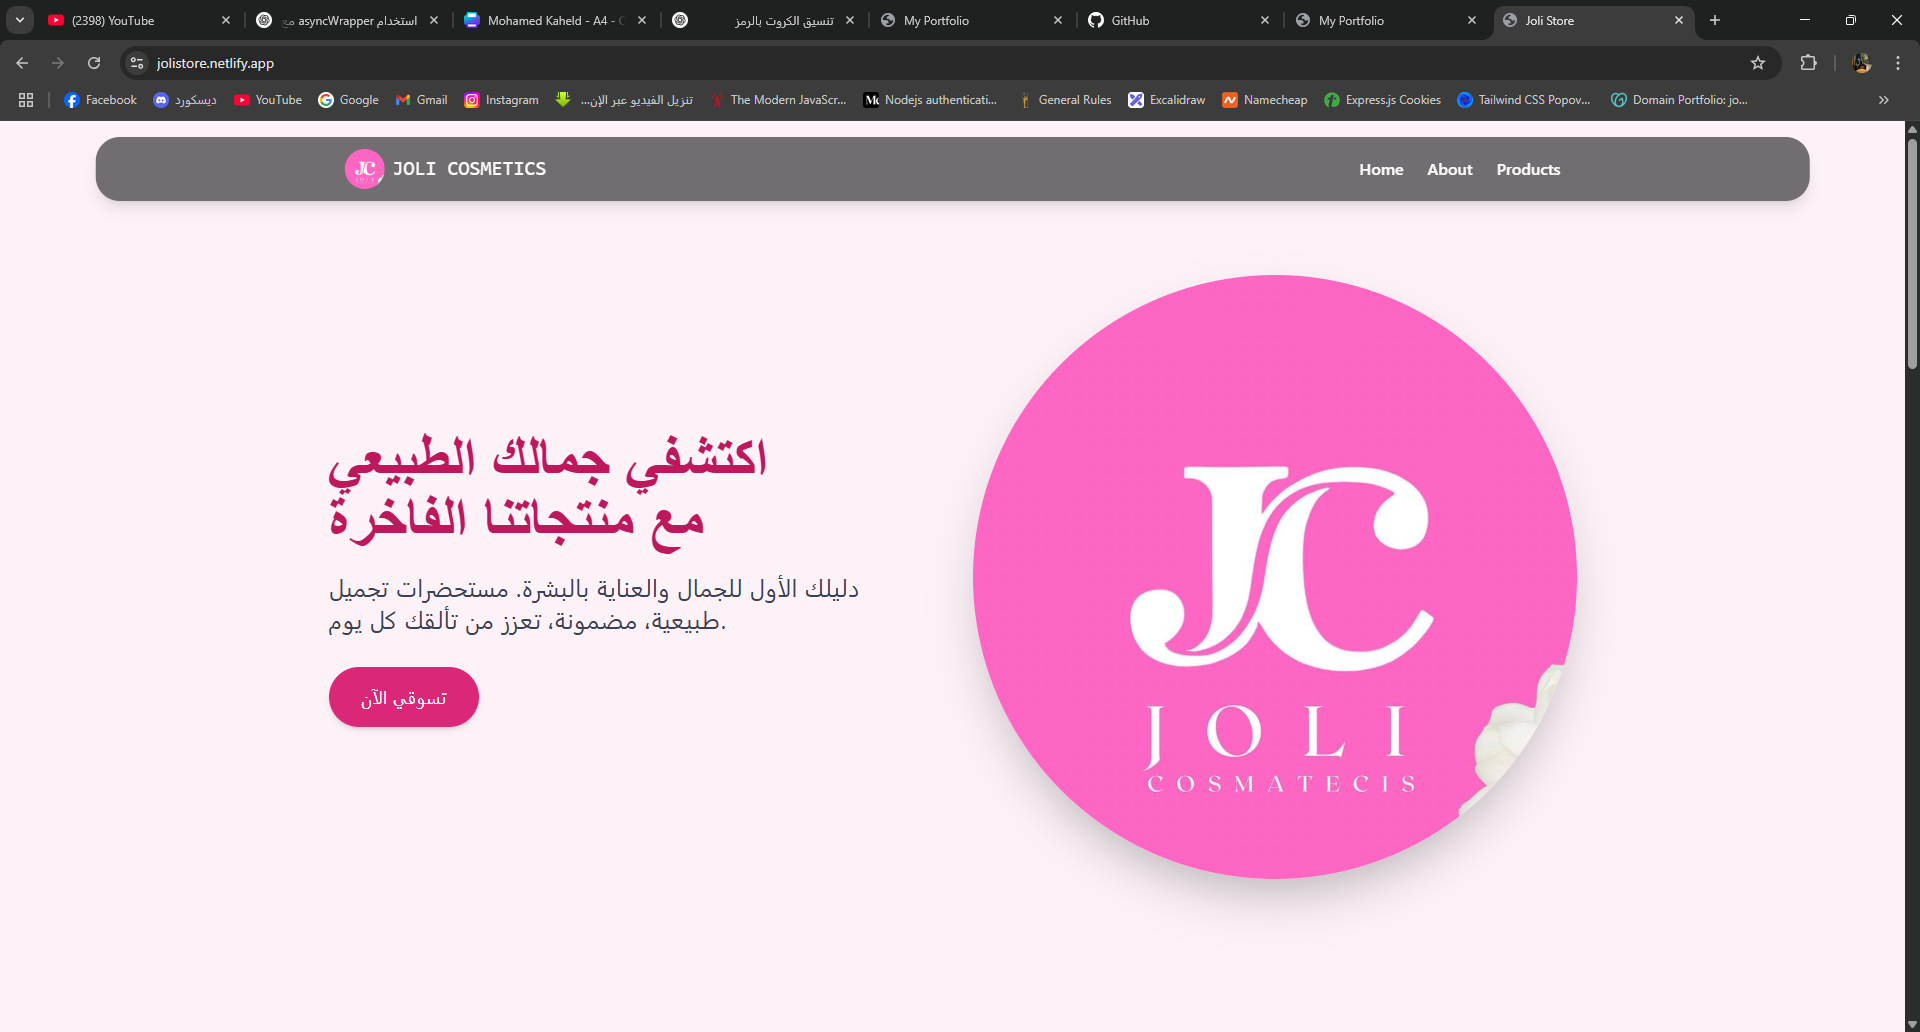 (2398) YouTube
استخدام asyncWrapper مع
Mohamed Kaheld - A4 - C
تنسيق الكروت بالرمز
My Portfolio
GitHub
My Portfolio
Joli Store
jolistore.netlify.app
Facebook
ديسكورد
YouTube
Google
Gmail
Instagram
تنزيل الفيديو عبر الإن...
The Modern JavaScr...
Nodejs authenticati...
General Rules
Excalidraw
Namecheap
Express.js Cookies
Tailwind CSS Popov...
Domain Portfolio: jo...
JC
JOLI
JOLI COSMETICS
Home
About
Products
اكتشفي جمالك الطبيعي
مع منتجاتنا الفاخرة
دليلك الأول للجمال والعناية بالبشرة. مستحضرات تجميل
طبيعية، مضمونة، تعزز من تألقك كل يوم.
تسوقي الآن
JC
JOLI
COSMATECIS